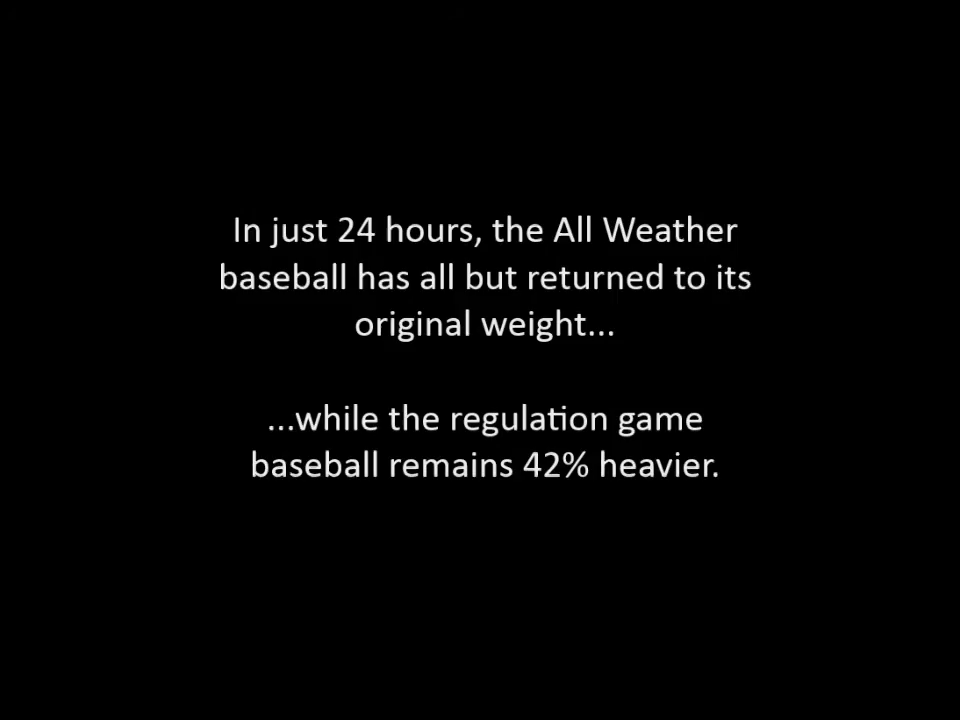 In just 24 hours, the All Weather
baseball has all but returned to its
original weight...
...while the regulation game
baseball remains 42% heavier.